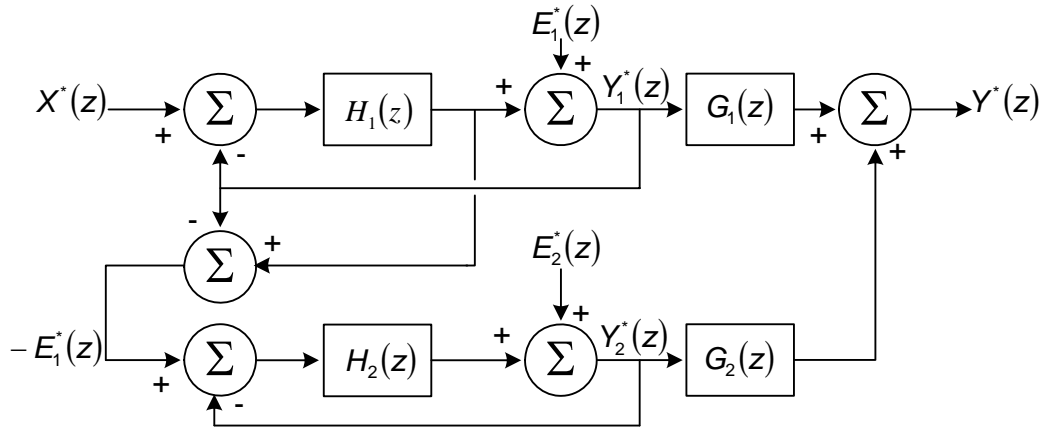 E₁*(z)
+
X*(z) + Σ - H₁(z) + Σ Y₁*(z) G₁(z) + Σ + Y*(z)
- Σ +
E₂*(z)
+
−E₁*(z) + Σ - H₂(z) + Σ Y₂*(z) G₂(z)